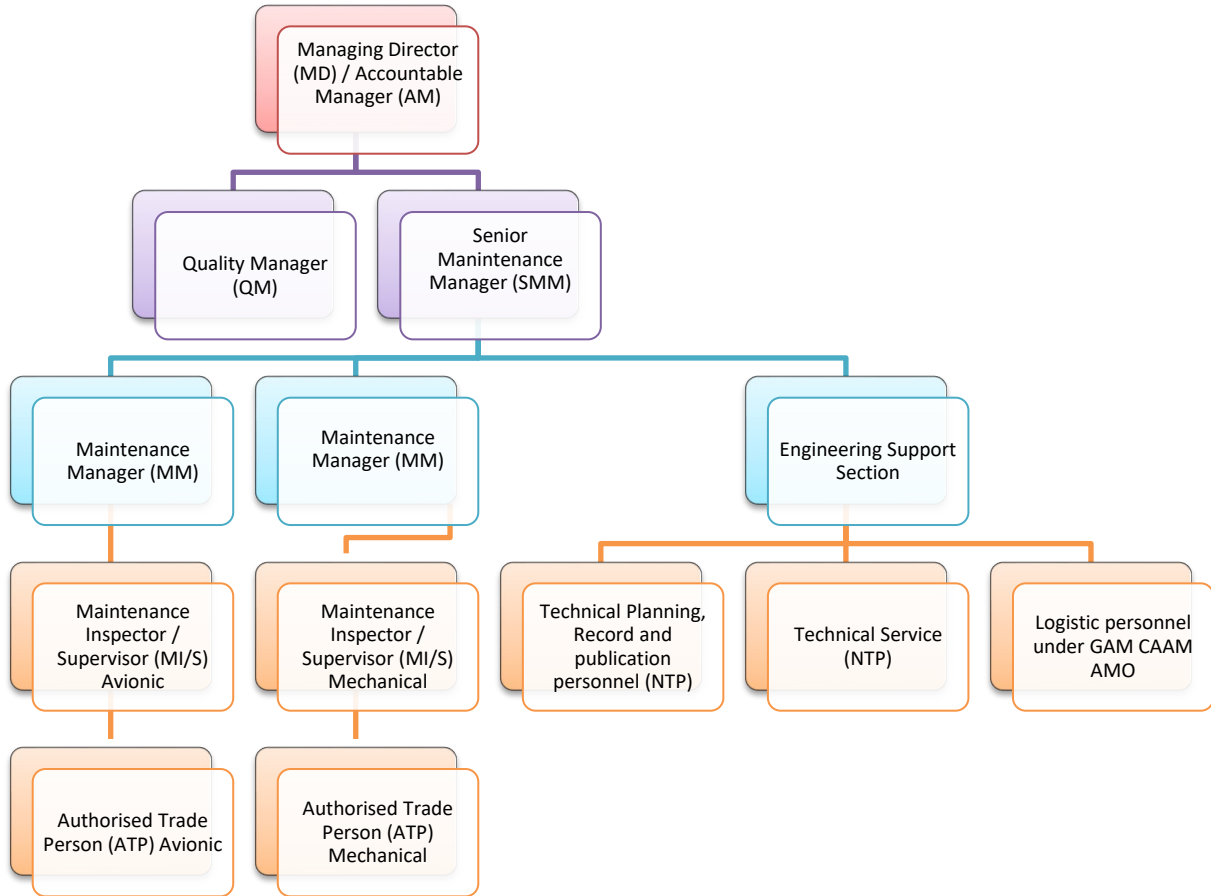 Managing Director
(MD) / Accountable
Manager (AM)
Quality Manager
(QM)
Senior
Manintenance
Manager (SMM)
Maintenance
Manager (MM)
Maintenance
Manager (MM)
Engineering Support
Section
Maintenance
Inspector /
Supervisor (MI/S)
Avionic
Maintenance
Inspector /
Supervisor (MI/S)
Mechanical
Technical Planning,
Record and
publication
personnel (NTP)
Technical Service
(NTP)
Logistic personnel
under GAM CAAM
AMO
Authorised Trade
Person (ATP) Avionic
Authorised Trade
Person (ATP)
Mechanical